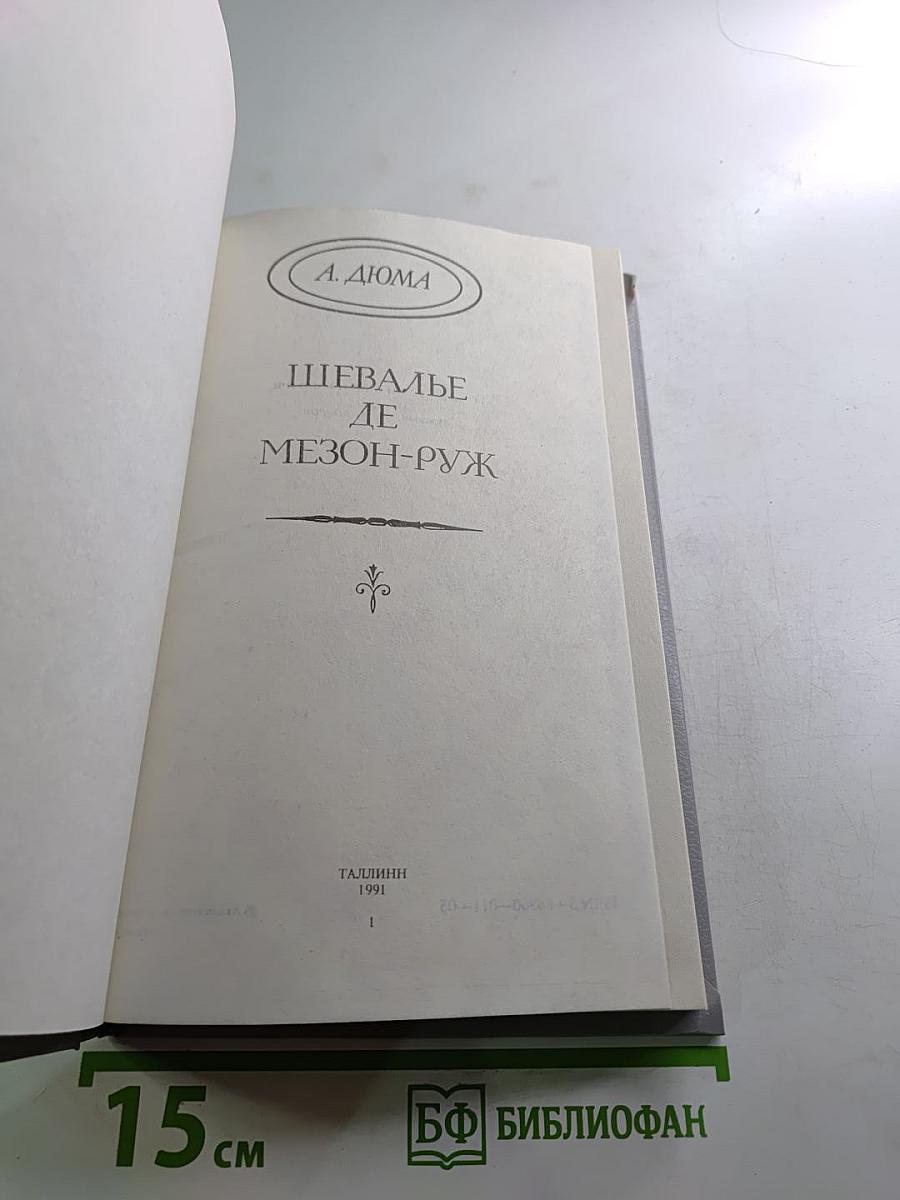 А. ДЮМА
ШЕВАЛЬЕ
ДЕ
МЕЗОН-РУЖ
ТАЛЛИНН
1991
1
15 см
БФ БИБЛИОФАН